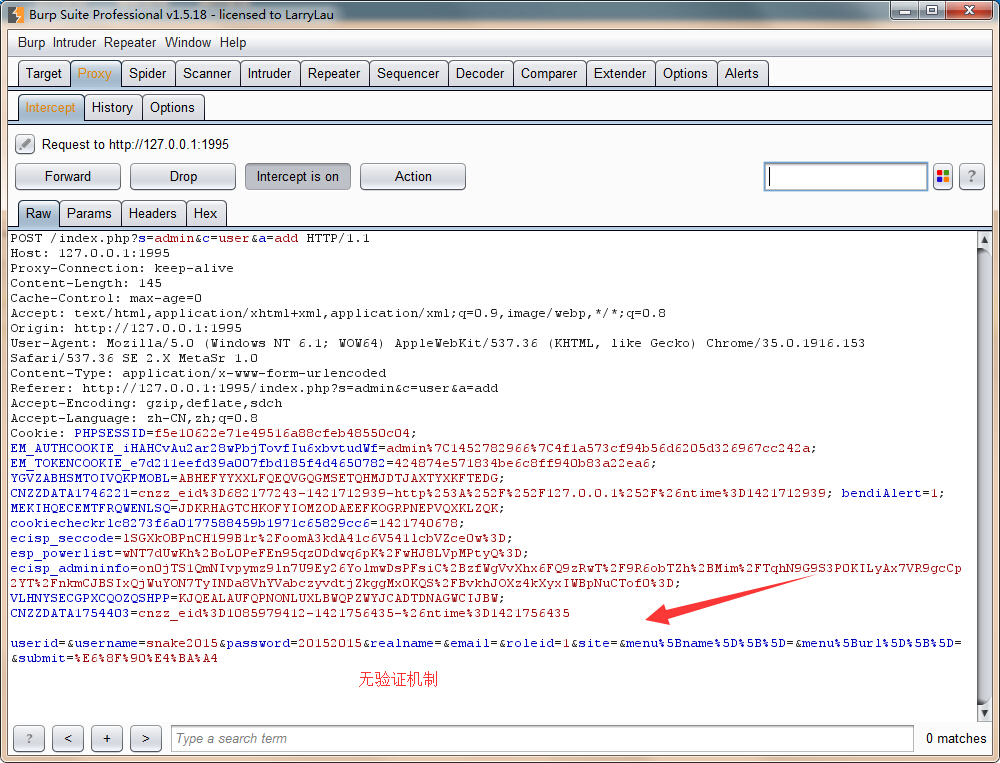 Burp Suite Professional v1.5.18 - licensed to LarryLau
Burp Intruder Repeater Window Help
Target Proxy Spider Scanner Intruder Repeater Sequencer Decoder Comparer Extender Options Alerts
Intercept History Options
Request to http://127.0.0.1:1995
Forward Drop Intercept is on Action ?
Raw Params Headers Hex
POST /index.php?s=admin&c=user&a=add HTTP/1.1
Host: 127.0.0.1:1995
Proxy-Connection: keep-alive
Content-Length: 145
Cache-Control: max-age=0
Accept: text/html,application/xhtml+xml,application/xml;q=0.9,image/webp,*/*;q=0.8
Origin: http://127.0.0.1:1995
User-Agent: Mozilla/5.0 (Windows NT 6.1; WOW64) AppleWebKit/537.36 (KHTML, like Gecko) Chrome/35.0.1916.153
Safari/537.36 SE 2.X MetaSr 1.0
Content-Type: application/x-www-form-urlencoded
Referer: http://127.0.0.1:1995/index.php?s=admin&c=user&a=add
Accept-Encoding: gzip,deflate,sdch
Accept-Language: zh-CN,zh;q=0.8
Cookie: PHPSESSID=f5e10622e71e49516a88cfeb48550c04;
EM_AUTHCOOKIE_iHAHCvAu2ar28wPbjTovfIu6xbvtudWf=admin%7C1452782966%7C4f1a573cf94b56d6205d326967cc242a;
EM_TOKENCOOKIE_e7d211eefd39a007fbd185f4d4650782=424874e571834be6c8ff940b83a22ea6;
YGVZABHSMTOIVQKPMOBL=ABHEFYYXXLFQEQVGQGMSETQHMJDTJAXTYXKFTEDG;
CNZZDATA1746221=cnzz_eid%3D682177243-1421712939-http%253A%252F%252F127.0.0.1%252F%26ntime%3D1421712939; bendiAlert=1;
MEKIHQECEMTFRQWENLSQ=JDKRHAGTCHKOFYIOMZODAEEFKOGRPNEPVQXKLZQK;
cookiecheckr1c8273f6a0177588459b1971c65829cc6=1421740678;
ecisp_seccode=1SGXkOBPnCH199B1r%2FoomA3kdA41c6V541lcbVZce0w%3D;
esp_powerlist=wNT7dUwKh%2BoLOPeFEn95qz0Ddwq6pK%2FwHJ8LVpMPtyQ%3D;
ecisp_admininfo=on0jTS1QmNIvpymz9ln7U9Ey26YolmwDsPFsiC%2BzfWgVvXhx6FQ9zRwT%2F9R6obTZh%2BMim%2FTqhN9G9S3POKILyAx7VR9gcCp
2YT%2FnkmCJBSIxQjWuYON7TyINDa8VhYVabczyvdtjZkggMx0KQS%2FBvkhJOXz4kXyxIWBpNuCTof0%3D;
VLHNYSECGPXCQOZQSHPP=KJQEALAUFQPNONLUXLBWQPZWYJCADTDNAGWCIJBW;
CNZZDATA1754403=cnzz_eid%3D1085979412-1421756435-%26ntime%3D1421756435
userid=&username=snake2015&password=20152015&realname=&email=&roleid=1&site=&menu%5Bname%5D%5B%5D=&menu%5Burl%5D%5B%5D=
&submit=%E6%8F%90%E4%BA%A4
无验证机制
? < + > Type a search term 0 matches